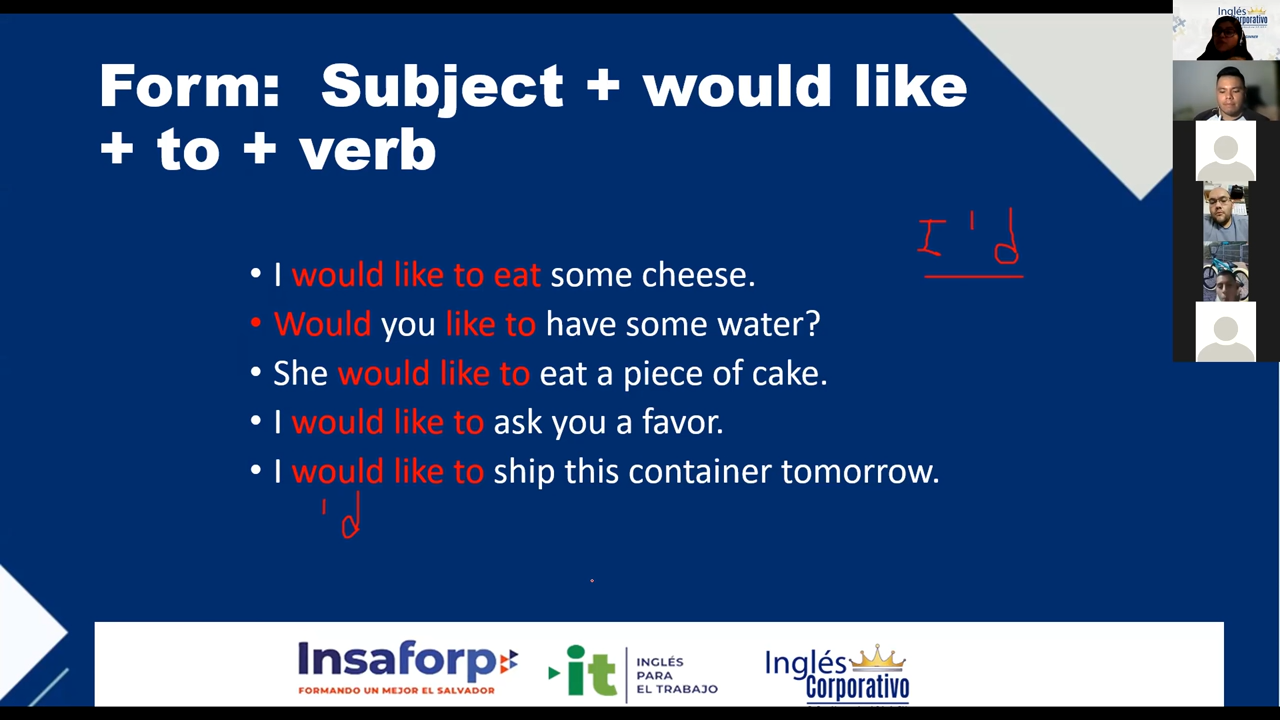 Form: Subject + would like
+ to + verb
I'd
• I would like to eat some cheese.
• Would you like to have some water?
• She would like to eat a piece of cake.
• I would like to ask you a favor.
• I would like to ship this container tomorrow.
'd
Insaforp
FORMANDO UN MEJOR EL SALVADOR
it
INGLÉS
PARA
EL TRABAJO
Inglés
Corporativo
Inglés
Corporativo